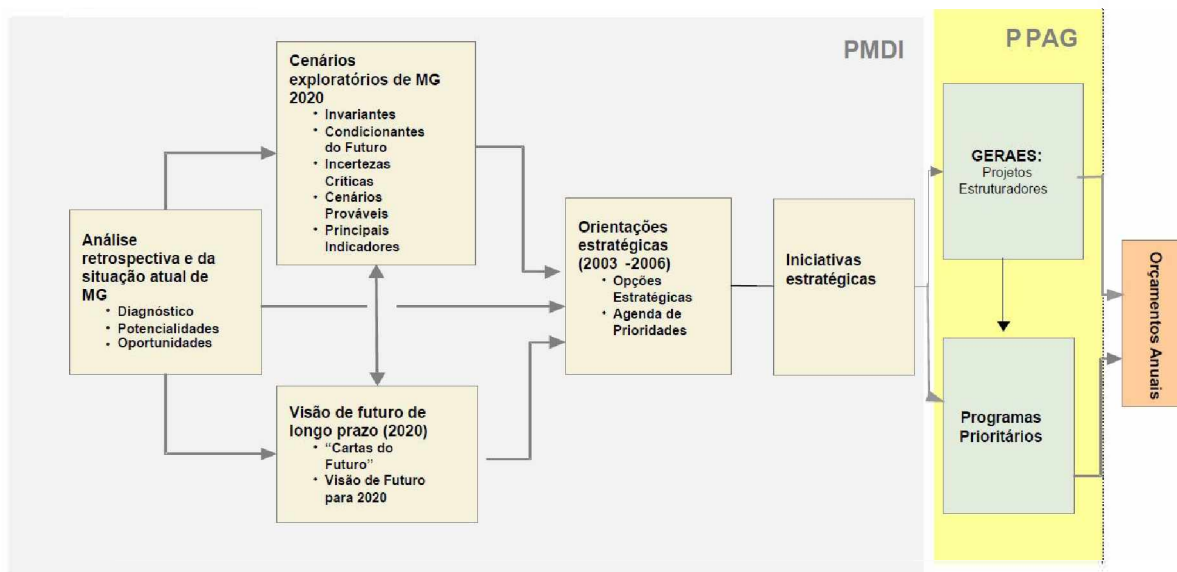 PMDI
PPAG
Cenários
exploratórios de MG
2020
• Invariantes
• Condicionantes
do Futuro
• Incertezas
Críticas
• Cenários
Prováveis
• Principais
Indicadores
Análise
retrospectiva e da
situação atual de
MG
• Diagnóstico
• Potencialidades
• Oportunidades
Visão de futuro de
longo prazo (2020)
• “Cartas do
Futuro”
• Visão de Futuro
para 2020
Orientações
estratégicas
(2003 -2006)
• Opções
Estratégicas
• Agenda de
Prioridades
Iniciativas
estratégicas
GERAES:
Projetos
Estruturadores
Programas
Prioritários
Orçamentos Anuais